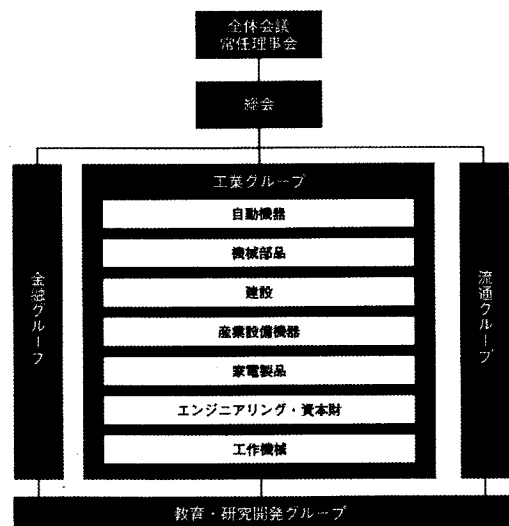 全体会議
常任理事会
総会
工業グループ
自動機器
機械部品
建設
産業設備機器
家電製品
エンジニアリング・資本財
工作機械
金融グループ
流通グループ
教育・研究開発グループ